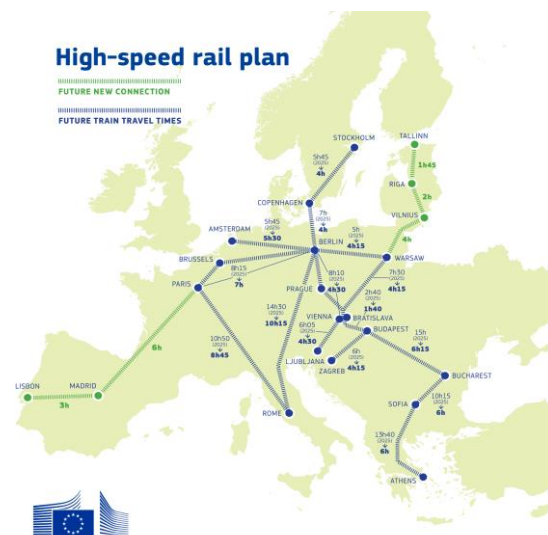 High-speed rail plan
FUTURE NEW CONNECTION
FUTURE TRAIN TRAVEL TIMES
STOCKHOLM
TALLINN
5h45
(2025)
4h
1h45
RIGA
2h
COPENHAGEN
VILNIUS
7h
(2025)
4h
AMSTERDAM
5h45
(2025)
5h30
5h
(2025)
4h15
4h
BERLIN
BRUSSELS
WARSAW
8h15
(2025)
7h
8h10
(2025)
4h30
7h30
(2025)
4h15
PARIS
PRAGUE
2h40
(2025)
1h40
14h30
(2025)
10h15
VIENNA
BRATISLAVA
6h05
(2025)
4h30
BUDAPEST
10h50
(2025)
8h45
15h
(2025)
6h15
6h
LJUBLJANA
6h
(2025)
4h15
ZAGREB
BUCHAREST
LISBON
MADRID
3h
ROME
SOFIA
10h15
(2025)
6h
13h40
(2025)
6h
ATHENS